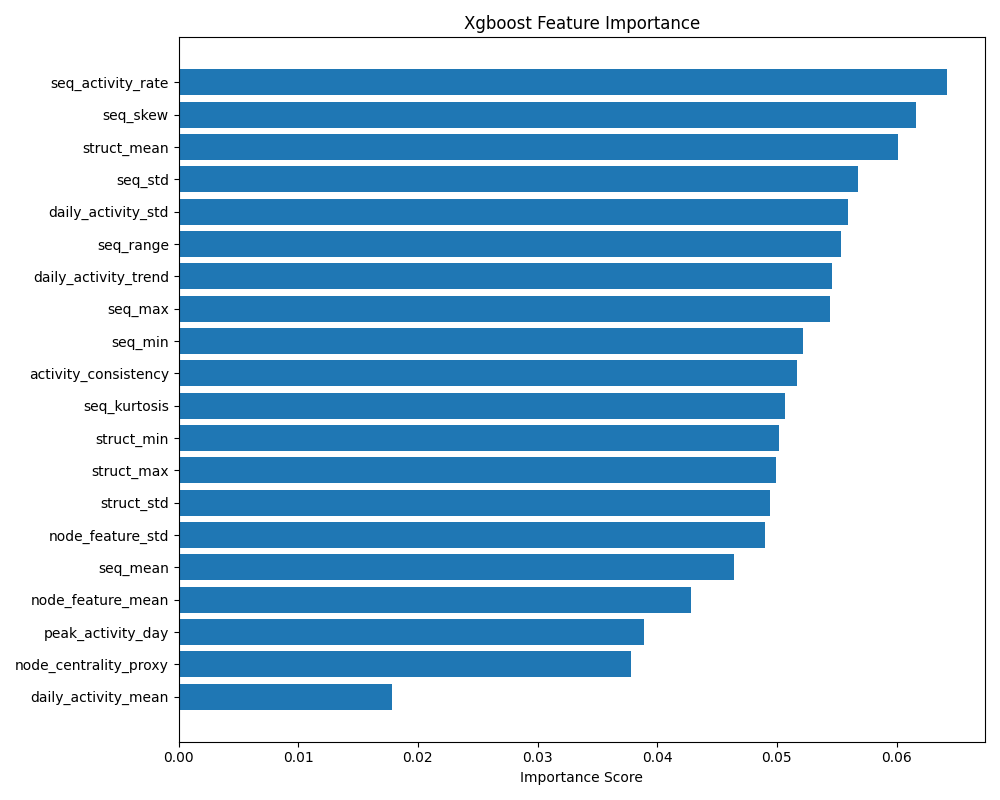 Xgboost Feature Importance
seq_activity_rate
seq_skew
struct_mean
seq_std
daily_activity_std
seq_range
daily_activity_trend
seq_max
seq_min
activity_consistency
seq_kurtosis
struct_min
struct_max
struct_std
node_feature_std
seq_mean
node_feature_mean
peak_activity_day
node_centrality_proxy
daily_activity_mean
0.00 0.01 0.02 0.03 0.04 0.05 0.06
Importance Score